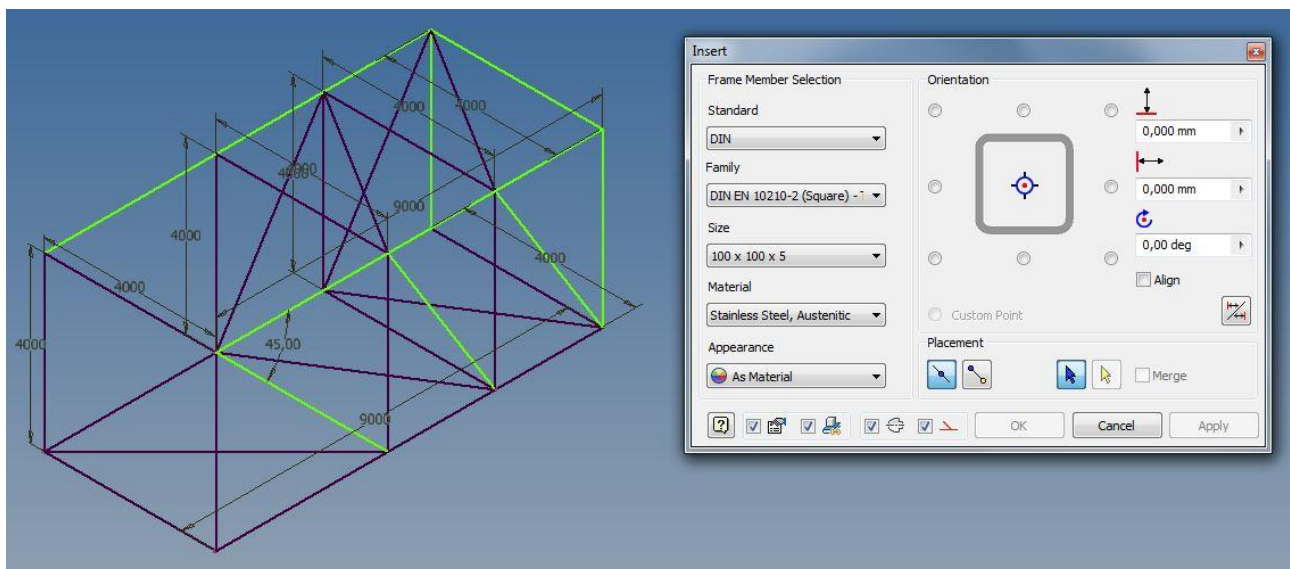 4000
4000
4000
9000
4000
4000
4000
4000
45,00
9000
Insert
Frame Member Selection
Standard
DIN
Family
DIN EN 10210-2 (Square) -
Size
100 x 100 x 5
Material
Stainless Steel, Austenitic
Appearance
As Material
Orientation
0,000 mm
0,000 mm
0,00 deg
Align
Custom Point
Placement
Merge
OK
Cancel
Apply